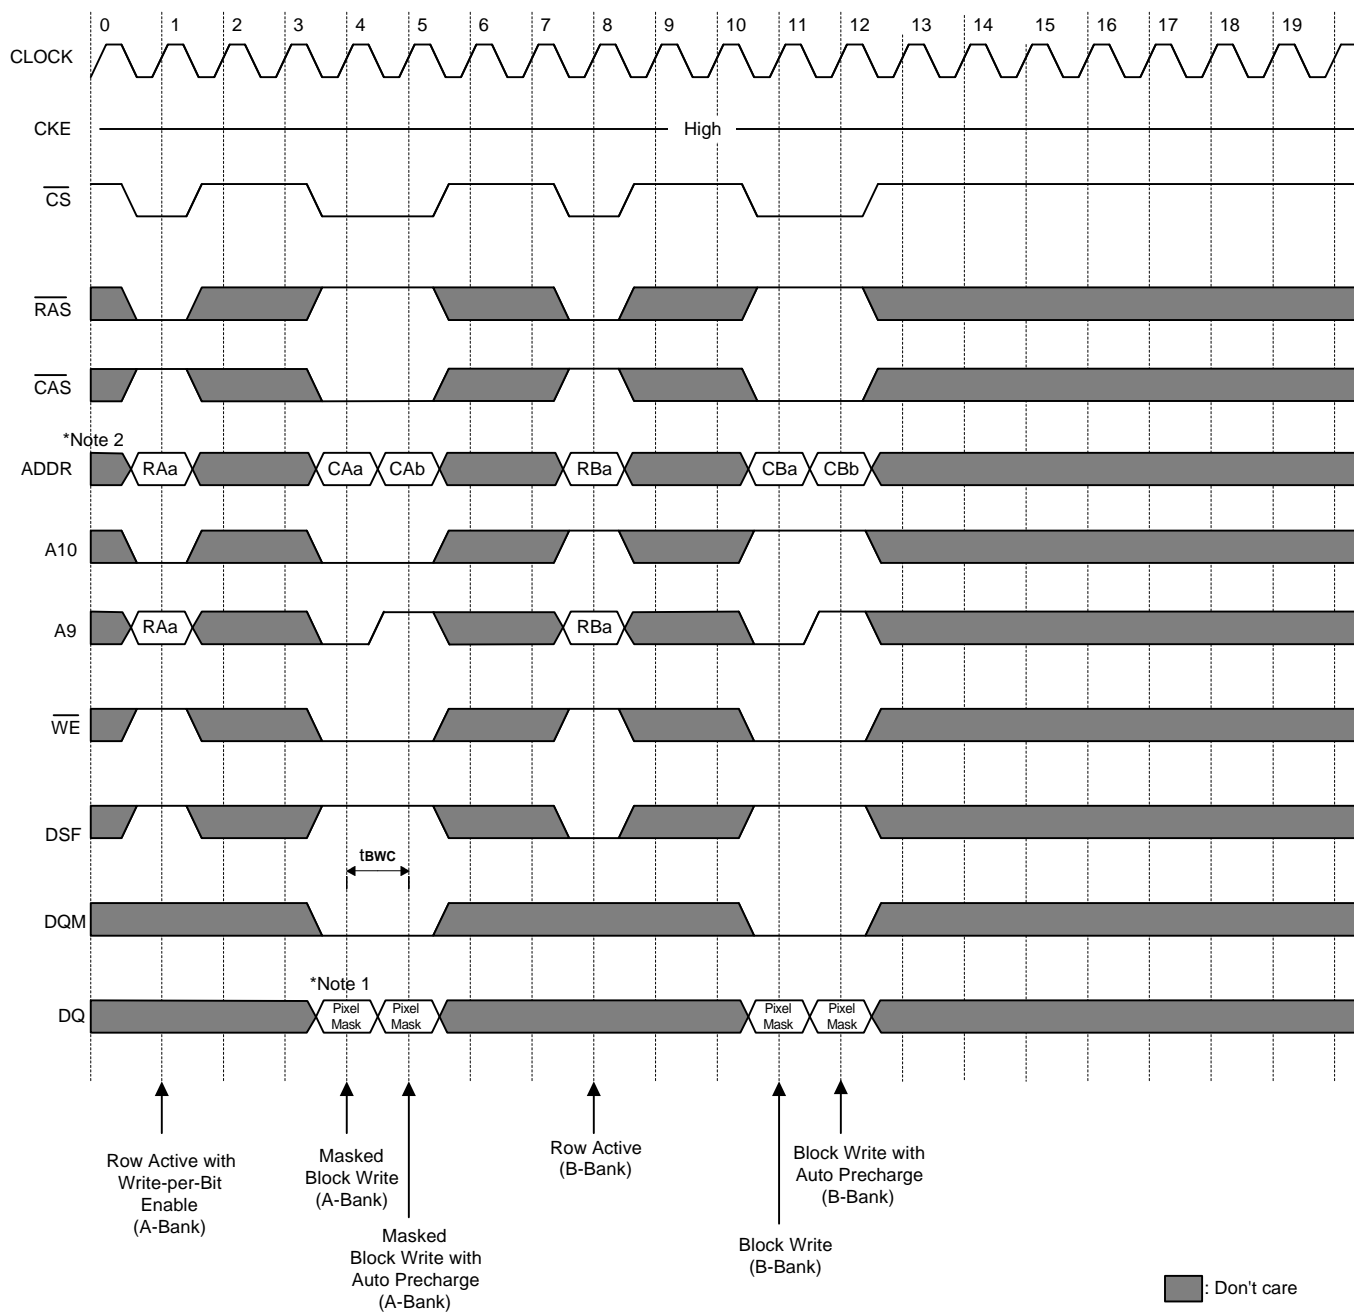 0 1 2 3 4 5 6 7 8 9 10 11 12 13 14 15 16 17 18 19
CLOCK
CKE
High
CS
RAS
CAS
*Note 2
ADDR
RAa CAa CAb RBa CBa CBb
A10
A9
RAa RBa
WE
DSF
tBWC
DQM
*Note 1
DQ
Pixel Pixel Pixel Pixel
Mask Mask Mask Mask
Row Active with
Write-per-Bit
Enable
(A-Bank)
Masked
Block Write
(A-Bank)
Masked
Block Write with
Auto Precharge
(A-Bank)
Row Active
(B-Bank)
Block Write
(B-Bank)
Block Write with
Auto Precharge
(B-Bank)
: Don't care